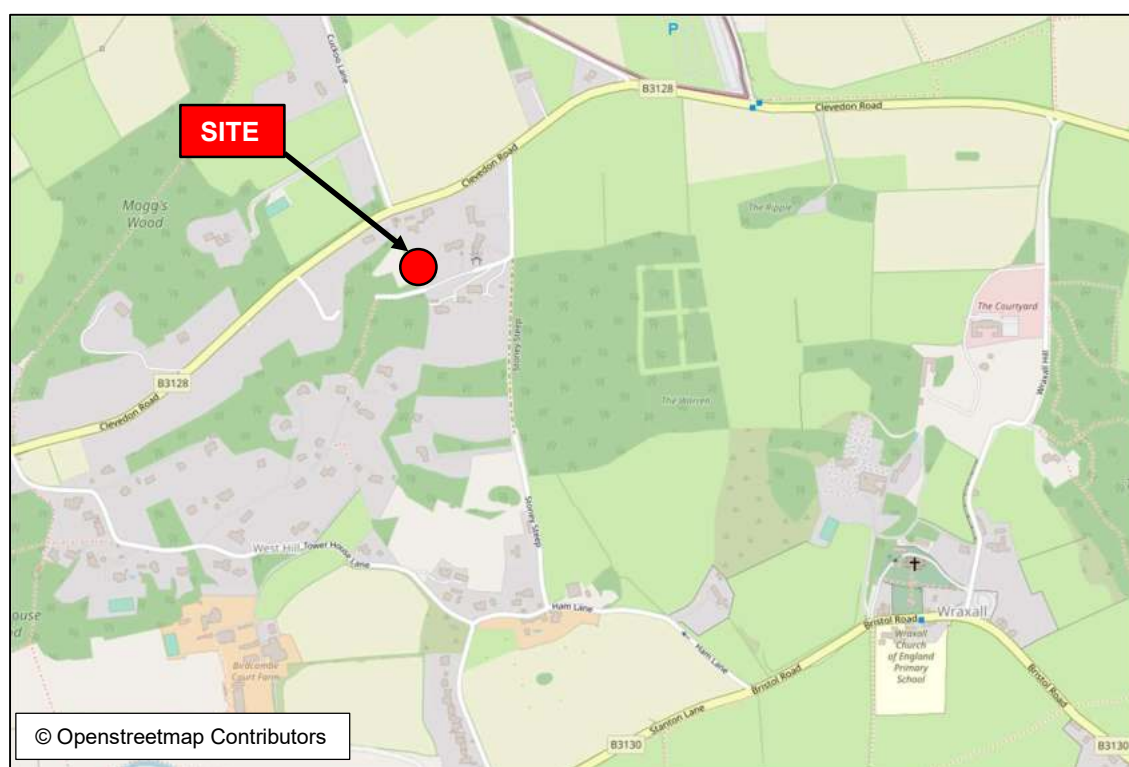 P
Cuckoo Lane
B3128
Clevedon Road
SITE
Clevedon Road
Mogg's
Wood
The Ripple
The Courtyard
Stoney Steep
Wraxall Hill
B3128
The Warren
Clevedon Road
Stoney Steep
West Hill
Tower House Lane
Ham Lane
Wraxall
Bristol Road
Wraxall
Church
of England
Primary
School
Ham Lane
Birdcombe
Court Farm
Bristol Road
Bristol Road
Stanton Lane
B3130
© Openstreetmap Contributors